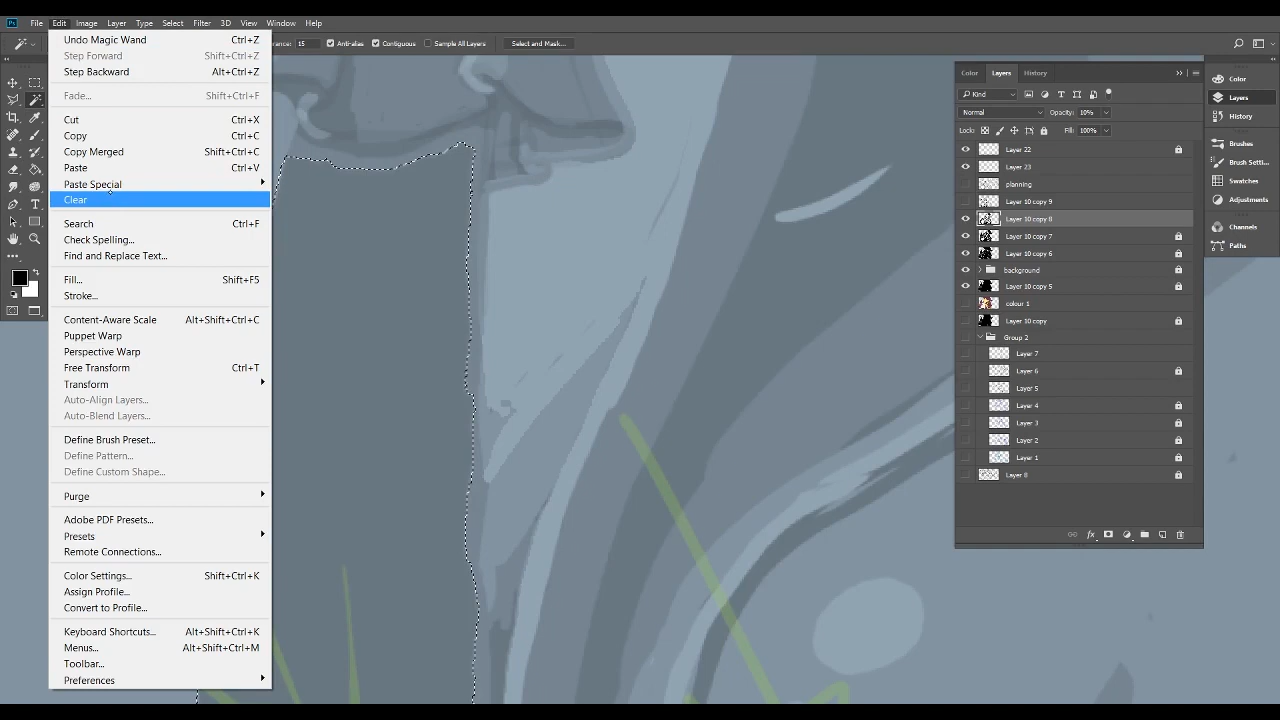 Ps File Edit Image Layer Type Select Filter 3D View Window Help
rance: 15 Anti-alias Contiguous Sample All Layers Select and Mask...
Undo Magic Wand Ctrl+Z
Step Forward Shift+Ctrl+Z
Step Backward Alt+Ctrl+Z
Fade... Shift+Ctrl+F
Cut Ctrl+X
Copy Ctrl+C
Copy Merged Shift+Ctrl+C
Paste Ctrl+V
Paste Special
Clear
Search Ctrl+F
Check Spelling...
Find and Replace Text...
Fill... Shift+F5
Stroke...
Content-Aware Scale Alt+Shift+Ctrl+C
Puppet Warp
Perspective Warp
Free Transform Ctrl+T
Transform
Auto-Align Layers...
Auto-Blend Layers...
Define Brush Preset...
Define Pattern...
Define Custom Shape...
Purge
Adobe PDF Presets...
Presets
Remote Connections...
Color Settings... Shift+Ctrl+K
Assign Profile...
Convert to Profile...
Keyboard Shortcuts... Alt+Shift+Ctrl+K
Menus... Alt+Shift+Ctrl+M
Toolbar...
Preferences
Color Layers History
Kind
Normal Opacity: 10%
Lock: Fill: 100%
Layer 22
Layer 23
planning
Layer 10 copy 9
Layer 10 copy 8
Layer 10 copy 7
Layer 10 copy 6
background
Layer 10 copy 5
colour 1
Layer 10 copy
Group 2
Layer 7
Layer 6
Layer 5
Layer 4
Layer 3
Layer 2
Layer 1
Layer 8
fx
Color
Layers
History
Brushes
Brush Setti...
Swatches
Adjustments
Channels
Paths